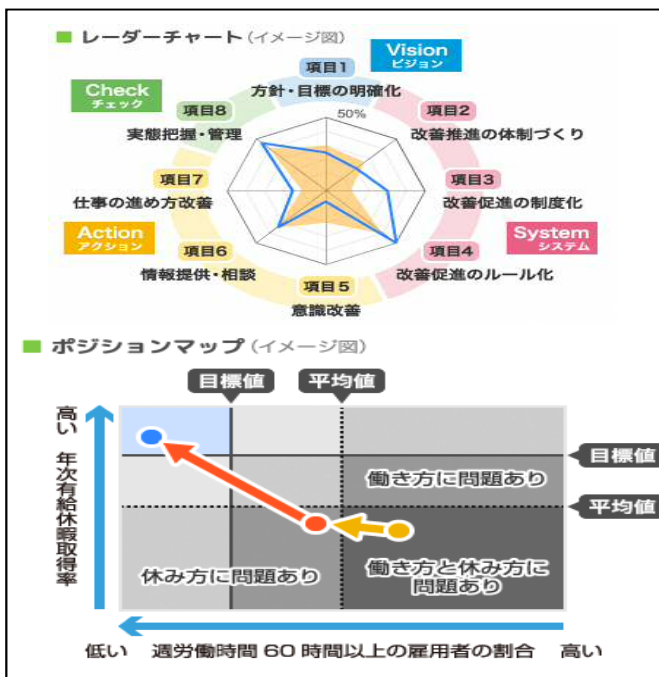 ■ レーダーチャート(イメージ図)
Vision
ビジョン
Check
チェック
項目1
方針・目標の明確化
50%
項目8
実態把握・管理
項目2
改善推進の体制づくり
項目7
仕事の進め方改善
項目3
改善促進の制度化
Action
アクション
System
システム
項目6
情報提供・相談
項目4
改善促進のルール化
項目5
意識改善
■ ポジションマップ(イメージ図)
目標値
平均値
高い
年次有給休暇取得率
目標値
働き方に問題あり
平均値
休み方に問題あり
働き方と休み方に
問題あり
低い 週労働時間60時間以上の雇用者の割合 高い